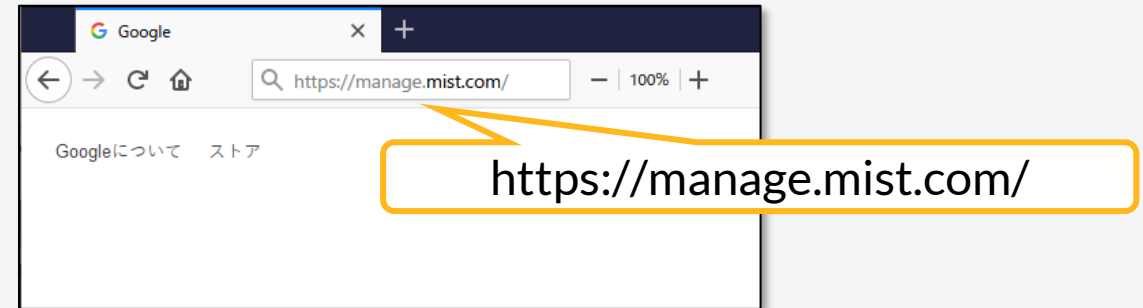 Google
https://manage.mist.com/
100%
Googleについて ストア
https://manage.mist.com/